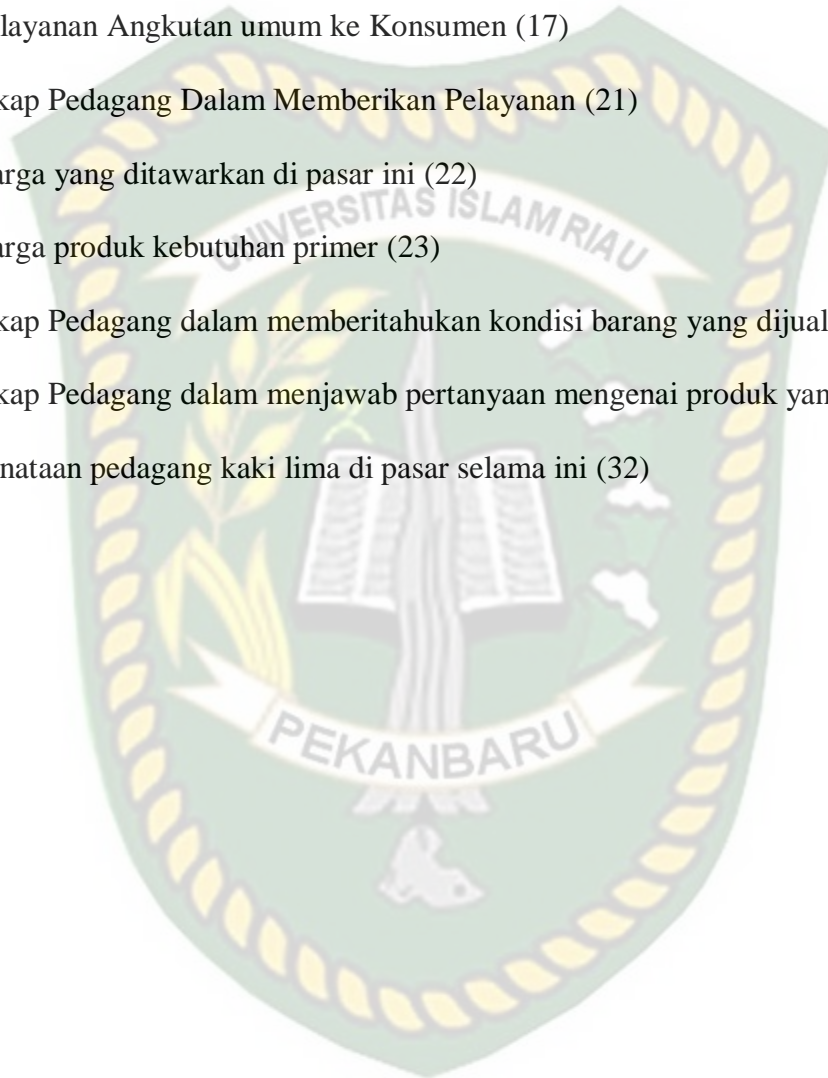 layanan Angkutan umum ke Konsumen (17)
kap Pedagang Dalam Memberikan Pelayanan (21)
arga yang ditawarkan di pasar ini (22)
UNIVERSITAS ISLAM RIAU
arga produk kebutuhan primer (23)
kap Pedagang dalam memberitahukan kondisi barang yang dijual
kap Pedagang dalam menjawab pertanyaan mengenai produk yan
nataan pedagang kaki lima di pasar selama ini (32)
PEKANBARU